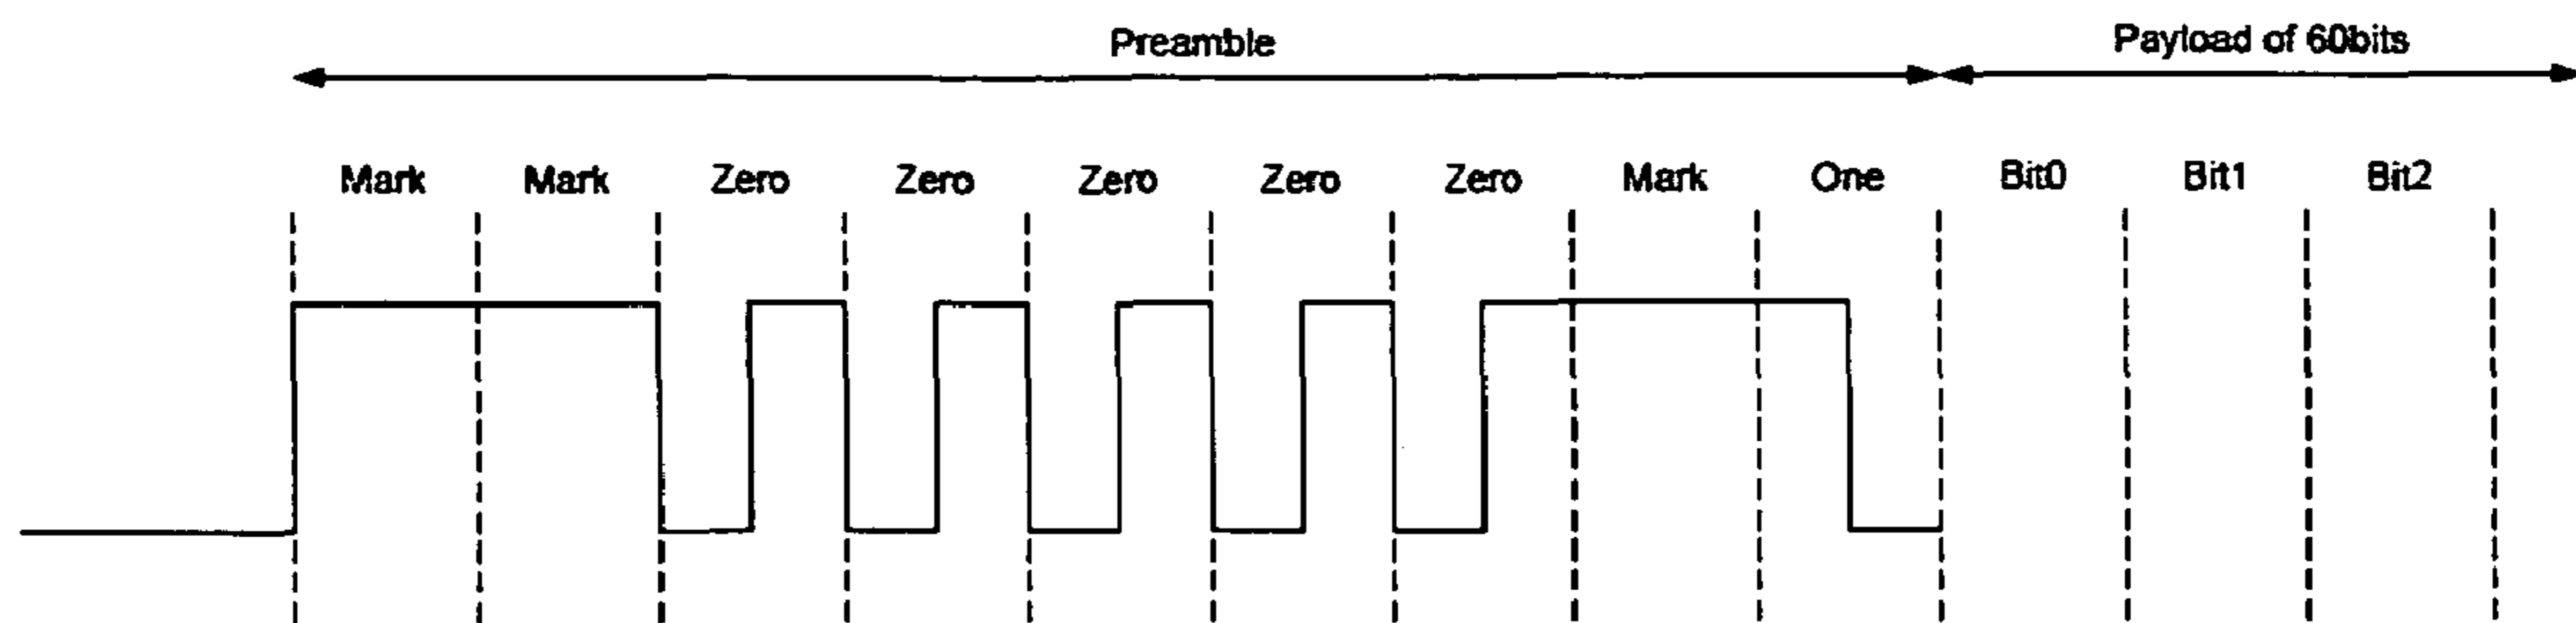 Preamble
Payload of 60bits
Mark Mark Zero Zero Zero Zero Zero Mark One Bit0 Bit1 Bit2